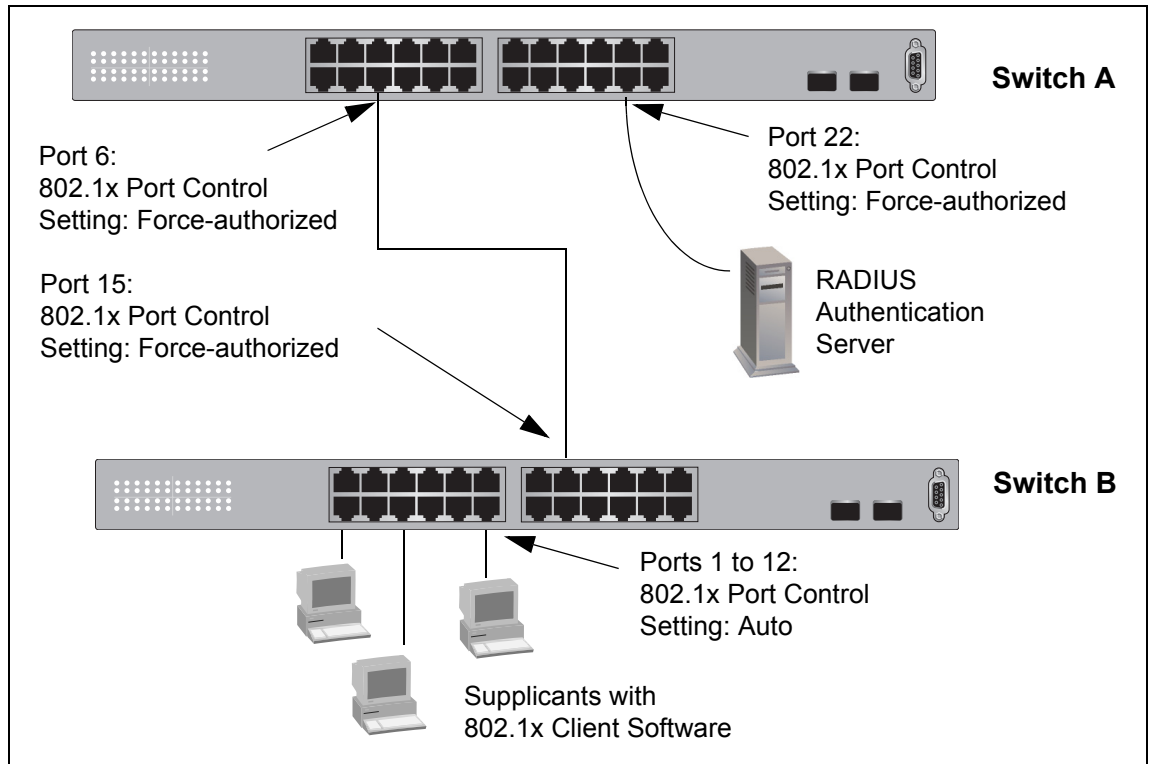 Switch A
Port 6:
802.1x Port Control
Setting: Force-authorized
Port 22:
802.1x Port Control
Setting: Force-authorized
Port 15:
802.1x Port Control
Setting: Force-authorized
RADIUS
Authentication
Server
Switch B
Ports 1 to 12:
802.1x Port Control
Setting: Auto
Supplicants with
802.1x Client Software